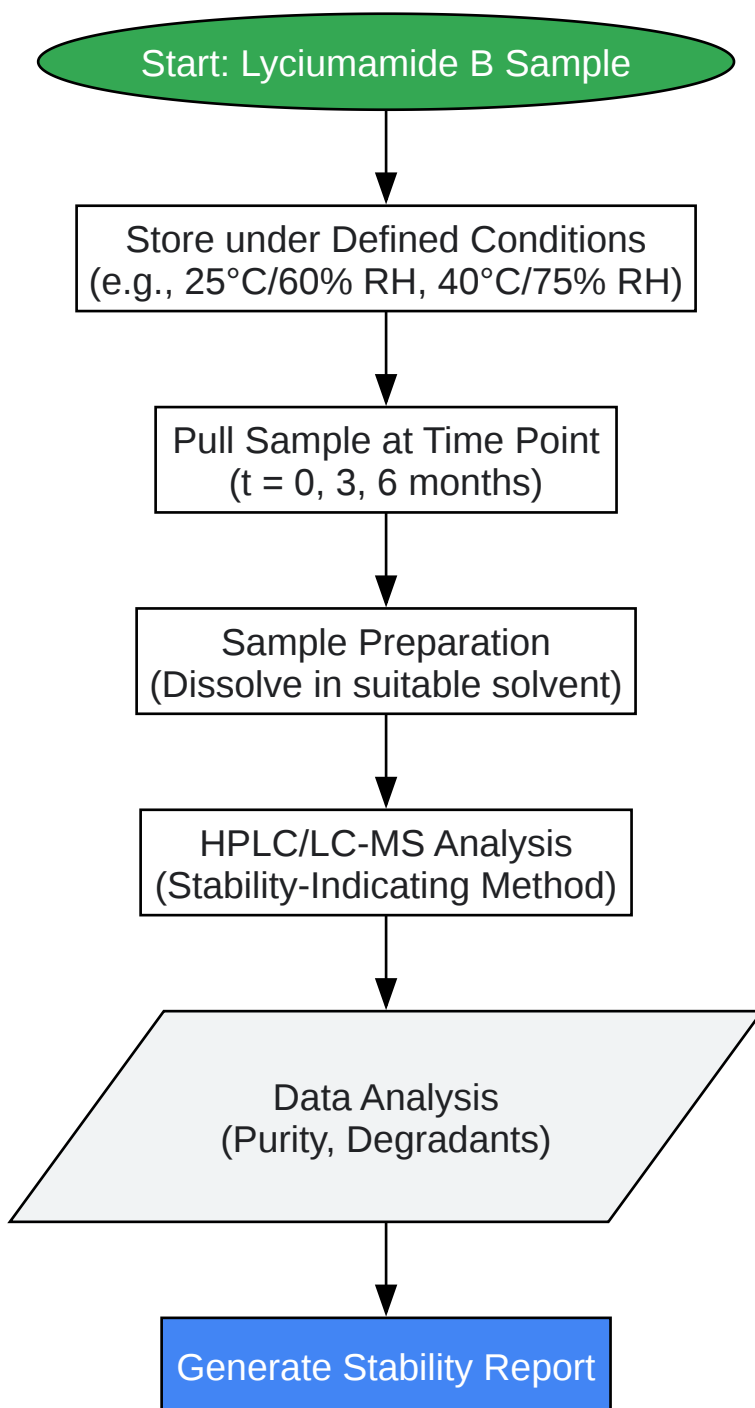 Start: Lyciumamide B Sample
Store under Defined Conditions
(e.g., 25°C/60% RH, 40°C/75% RH)
Pull Sample at Time Point
(t = 0, 3, 6 months)
Sample Preparation
(Dissolve in suitable solvent)
HPLC/LC-MS Analysis
(Stability-Indicating Method)
Data Analysis
(Purity, Degradants)
Generate Stability Report